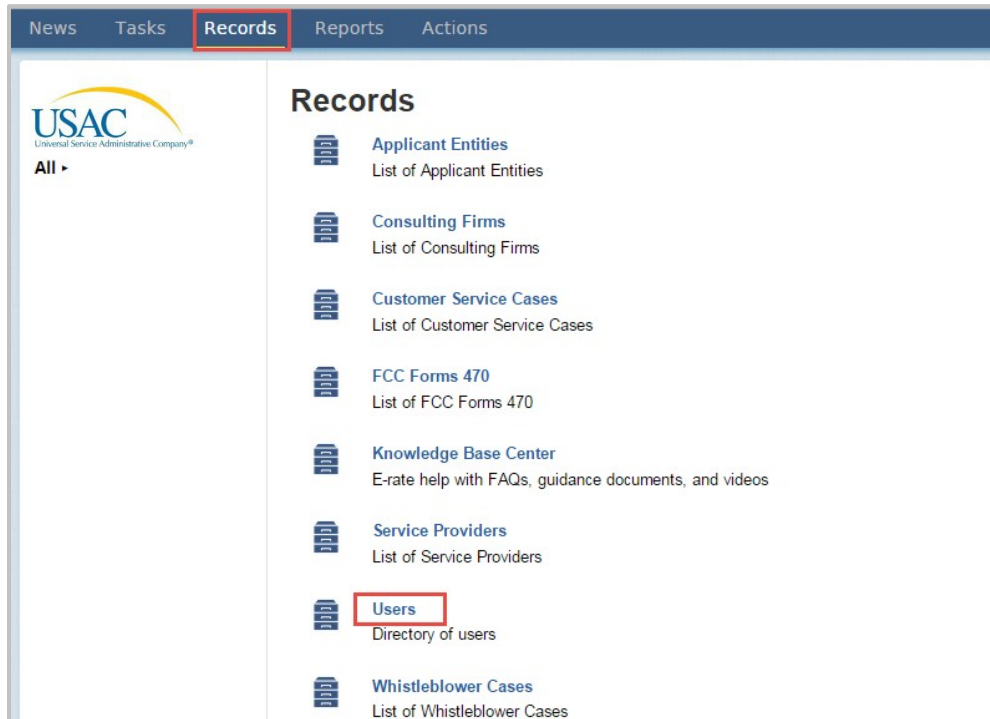 News Tasks Records Reports Actions
USAC
Universal Service Administrative Company®
All ▸
Records
Applicant Entities
List of Applicant Entities
Consulting Firms
List of Consulting Firms
Customer Service Cases
List of Customer Service Cases
FCC Forms 470
List of FCC Forms 470
Knowledge Base Center
E-rate help with FAQs, guidance documents, and videos
Service Providers
List of Service Providers
Users
Directory of users
Whistleblower Cases
List of Whistleblower Cases